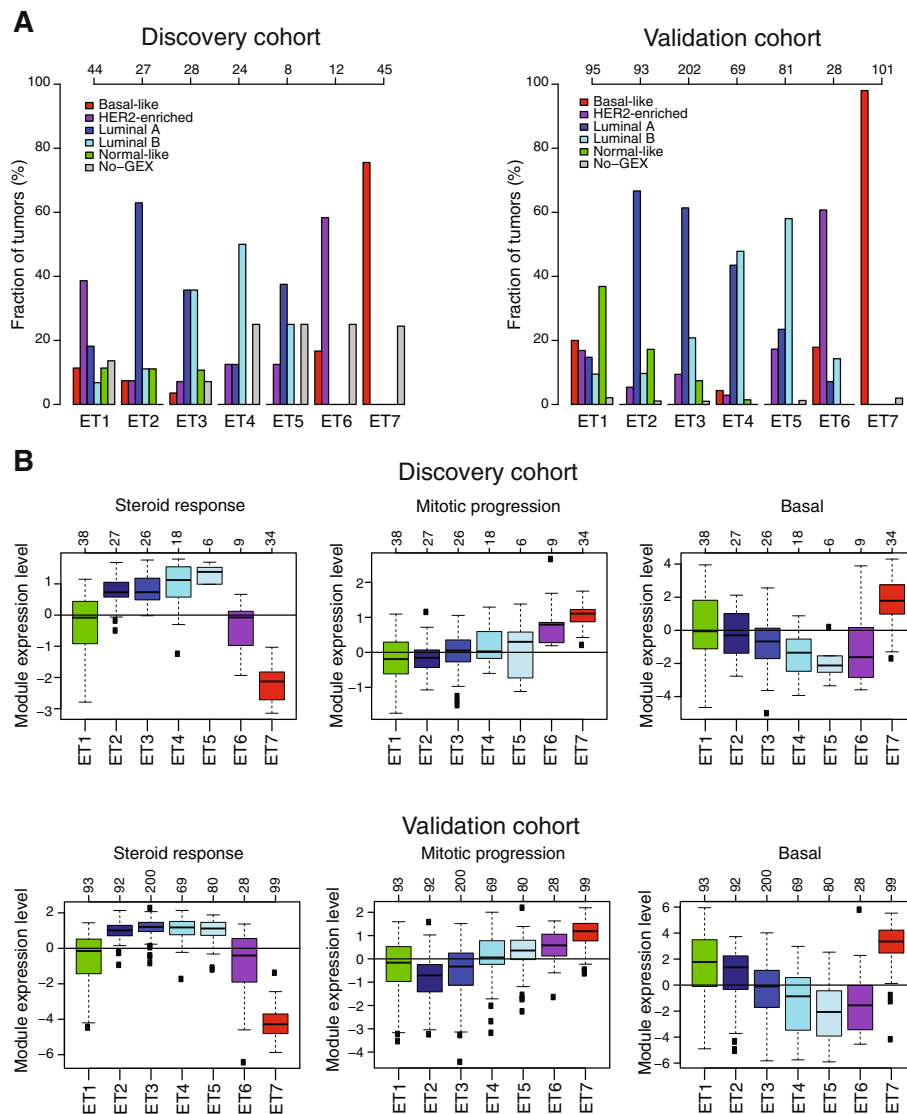 A
Discovery cohort
44 27 28 24 8 12 45
100
80
60
40
20
0
Fraction of tumors (%)
Basal-like
HER2-enriched
Luminal A
Luminal B
Normal-like
No-GEX
ET1 ET2 ET3 ET4 ET5 ET6 ET7
Validation cohort
95 93 202 69 81 28 101
100
80
60
40
20
0
Fraction of tumors (%)
Basal-like
HER2-enriched
Luminal A
Luminal B
Normal-like
No-GEX
ET1 ET2 ET3 ET4 ET5 ET6 ET7
B
Discovery cohort
Steroid response
38 27 26 18 6 9 34
Module expression level
1
0
−1
−2
−3
ET1 ET2 ET3 ET4 ET5 ET6 ET7
Mitotic progression
38 27 26 18 6 9 34
Module expression level
2
1
0
−1
ET1 ET2 ET3 ET4 ET5 ET6 ET7
Basal
38 27 26 18 6 9 34
Module expression level
4
2
0
−2
−4
ET1 ET2 ET3 ET4 ET5 ET6 ET7
Validation cohort
Steroid response
93 92 200 69 80 28 99
Module expression level
2
0
−2
−4
−6
ET1 ET2 ET3 ET4 ET5 ET6 ET7
Mitotic progression
93 92 200 69 80 28 99
Module expression level
2
1
0
−1
−2
−3
−4
ET1 ET2 ET3 ET4 ET5 ET6 ET7
Basal
93 92 200 69 80 28 99
Module expression level
6
4
2
0
−2
−4
−6
ET1 ET2 ET3 ET4 ET5 ET6 ET7